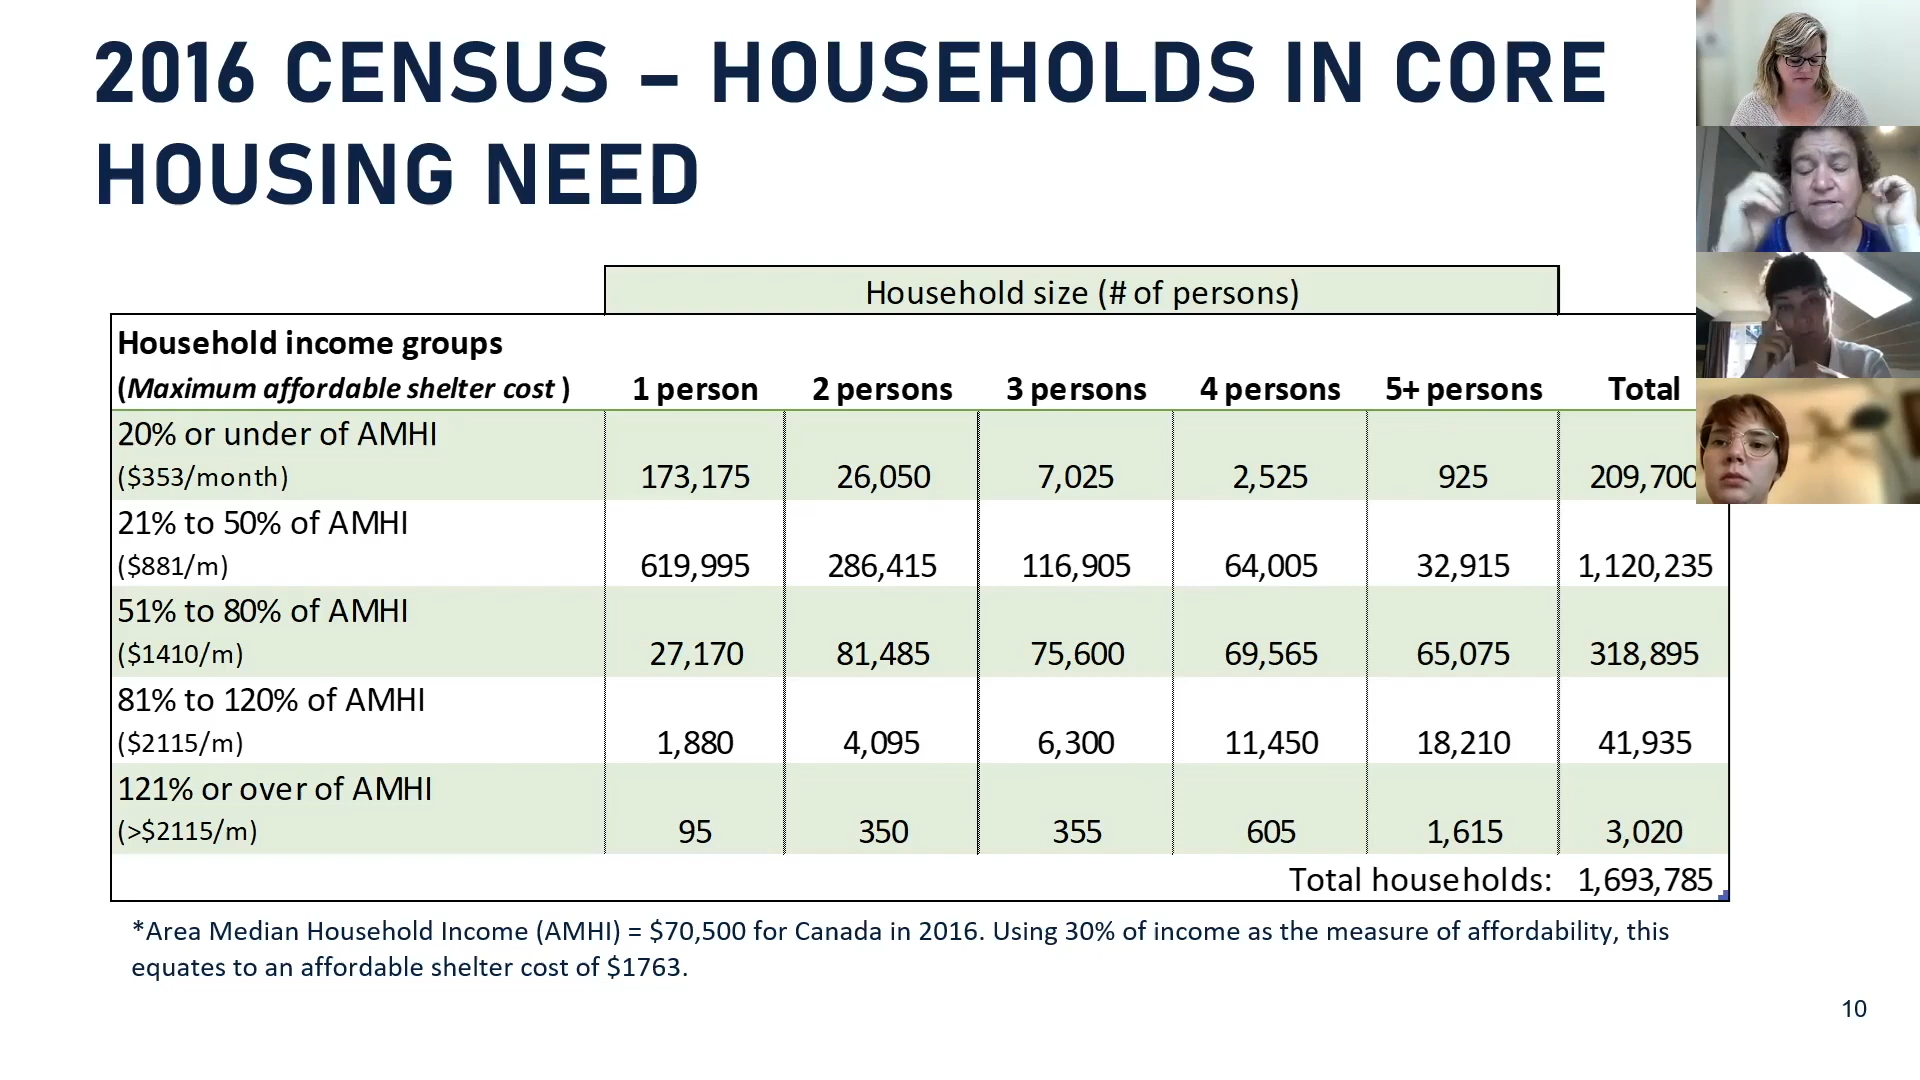 2016 CENSUS – HOUSEHOLDS IN CORE
HOUSING NEED
Household size (# of persons)
Household income groups
(Maximum affordable shelter cost ) 1 person 2 persons 3 persons 4 persons 5+ persons Total
20% or under of AMHI
($353/month) 173,175 26,050 7,025 2,525 925 209,700
21% to 50% of AMHI
($881/m) 619,995 286,415 116,905 64,005 32,915 1,120,235
51% to 80% of AMHI
($1410/m) 27,170 81,485 75,600 69,565 65,075 318,895
81% to 120% of AMHI
($2115/m) 1,880 4,095 6,300 11,450 18,210 41,935
121% or over of AMHI
(>$2115/m) 95 350 355 605 1,615 3,020
Total households: 1,693,785
*Area Median Household Income (AMHI) = $70,500 for Canada in 2016. Using 30% of income as the measure of affordability, this
equates to an affordable shelter cost of $1763.
10